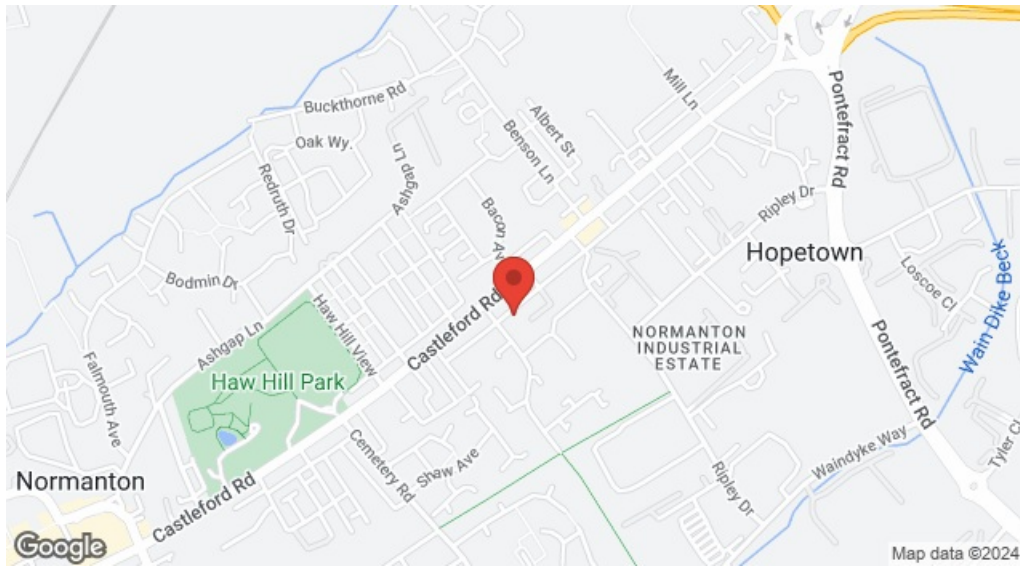 Buckthorne Rd
Oak Wy.
Redruth Dr
Ashgap Ln
Benson Ln
Albert St
Mill Ln
Pontefract Rd
Bacon Ave
Ripley Dr
Hopetown
Loscoe Cl
Wain Dike Beck
Bodmin Dr
Ashgap Ln
Haw Hill View
Castleford Rd
NORMANTON
INDUSTRIAL
ESTATE
Pontefract Rd
Falmouth Ave
Haw Hill Park
Normanton
Castleford Rd
Cemetery Rd
Shaw Ave
Ripley Dr
Waindyke Way
Tyler Cl
Google
Map data ©2024